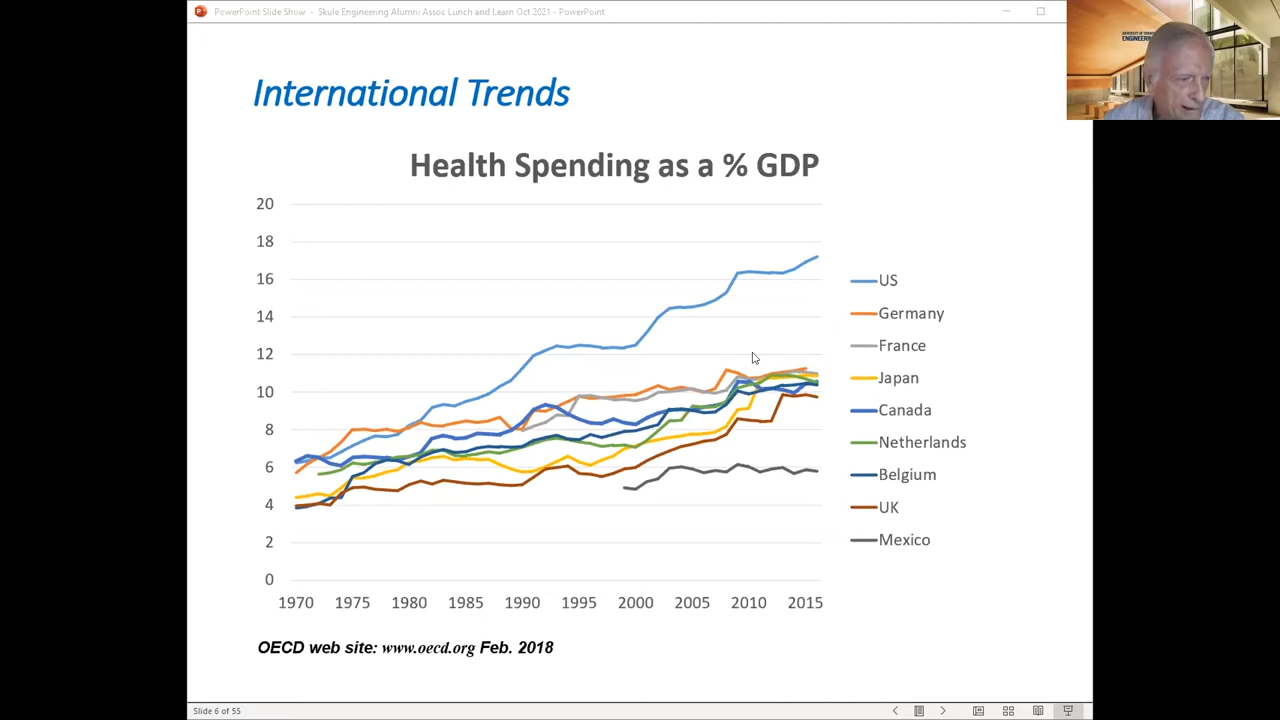 PowerPoint Slide Show - Skule Engineering Alumni Assoc Lunch and Learn Oct 2021 - PowerPoint
International Trends
Health Spending as a % GDP
20
18
16
14
12
10
8
6
4
2
0
1970 1975 1980 1985 1990 1995 2000 2005 2010 2015
US
Germany
France
Japan
Canada
Netherlands
Belgium
UK
Mexico
OECD web site: www.oecd.org Feb. 2018
Slide 6 of 55